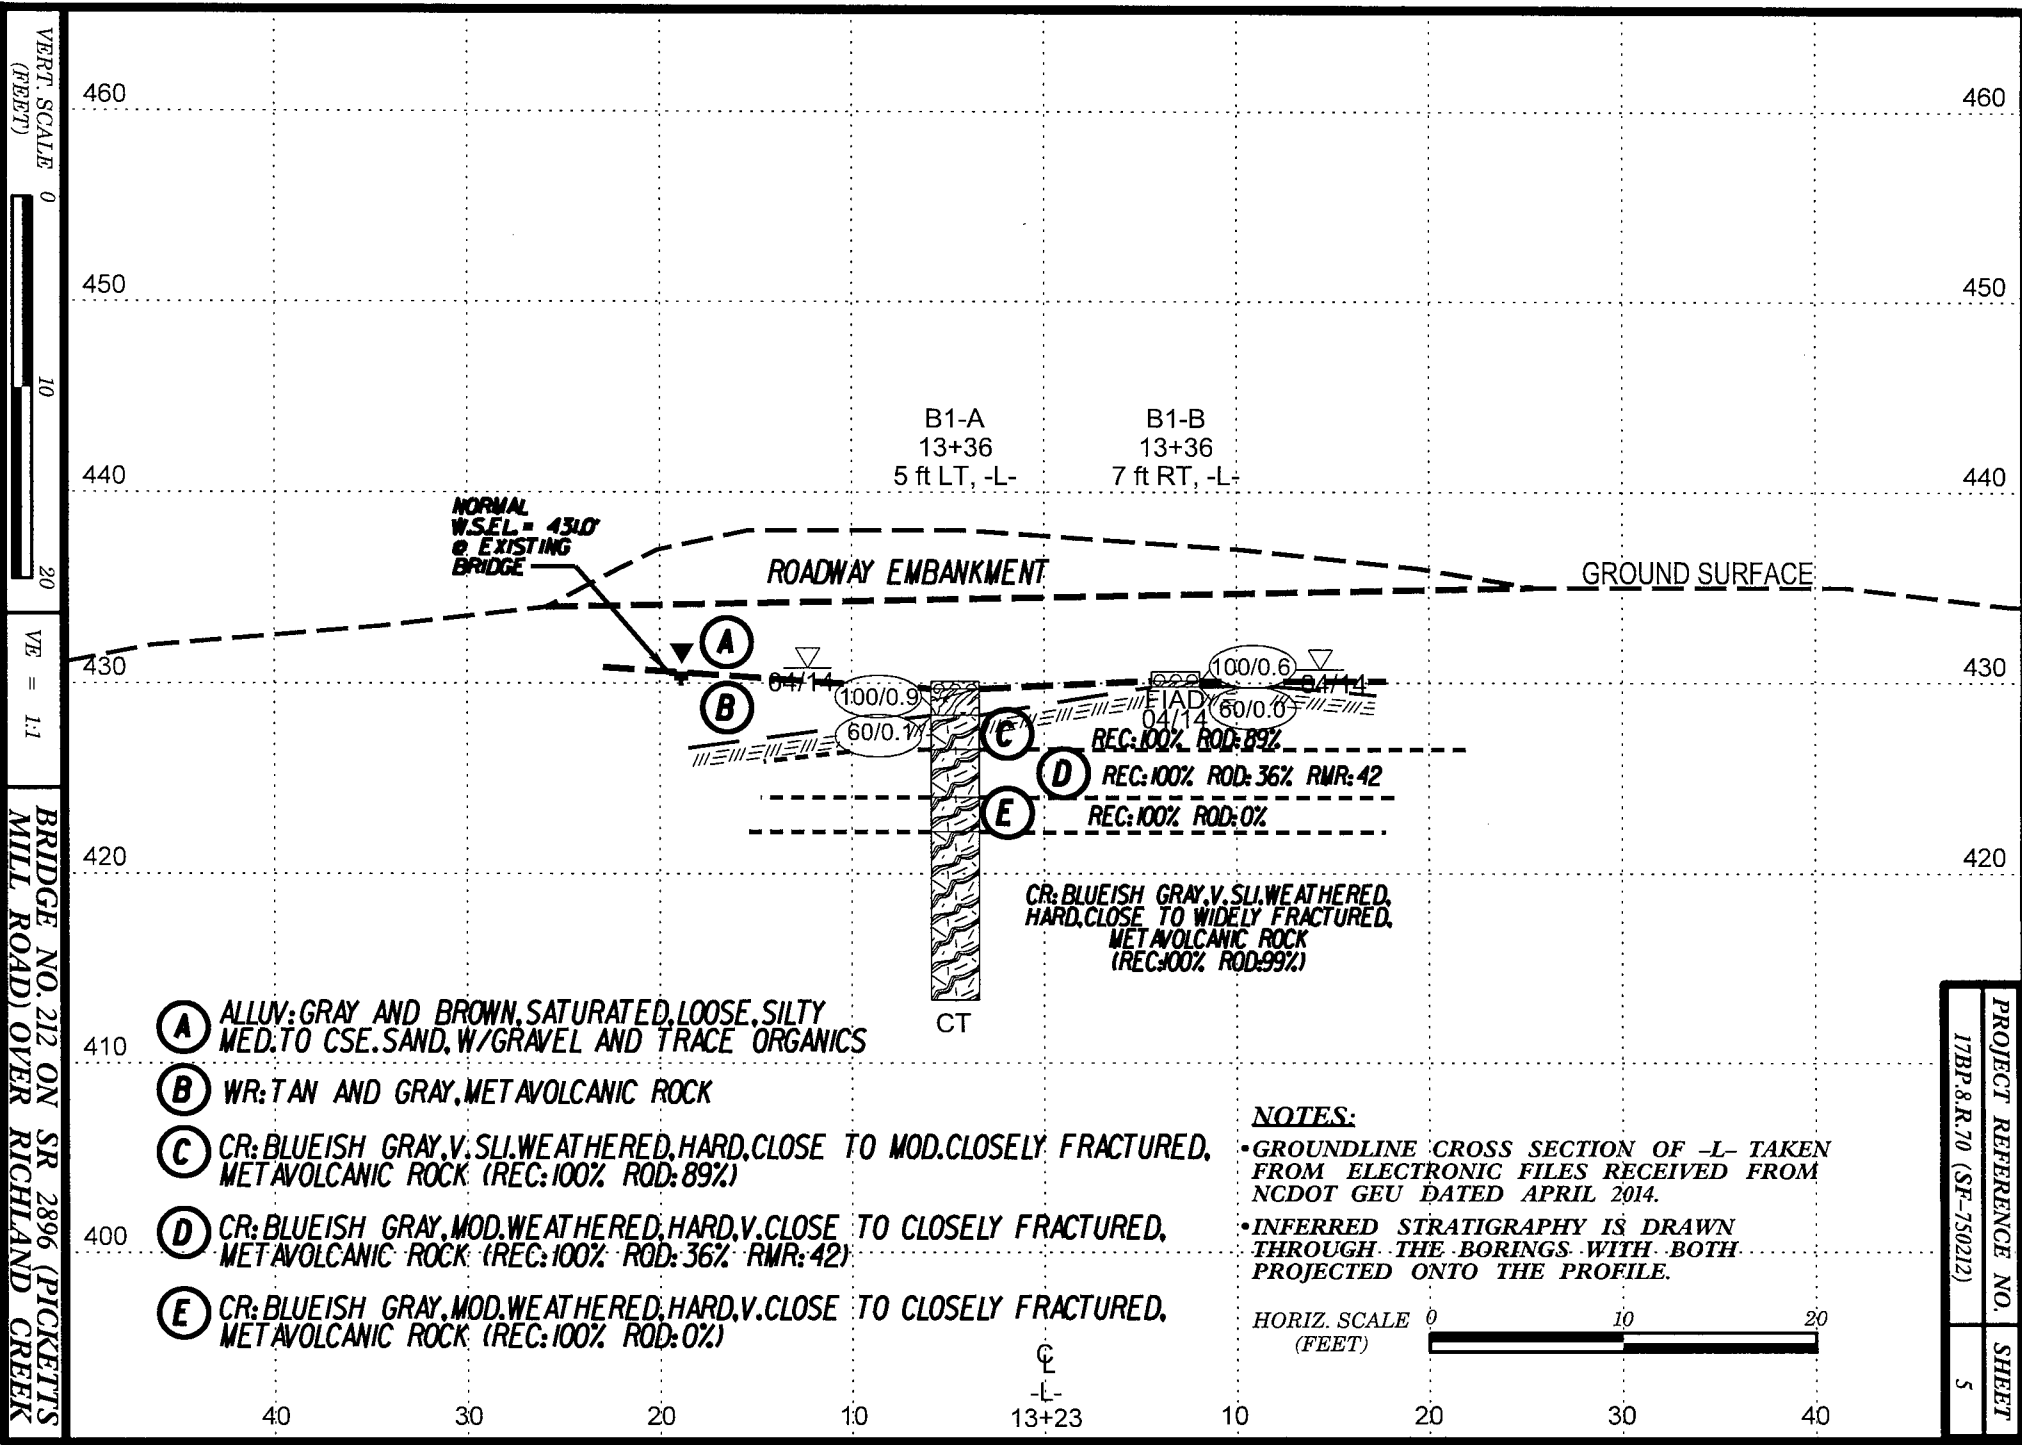 VERT. SCALE
(FEET)
0
10
20
VE = 1:1
BRIDGE NO. 212 ON SR 2896 (PICKETTS
MILL ROAD) OVER RICHLAND CREEK
460
460
450
450
440
440
430
430
420
420
410
400
B1-A
13+36
5 ft LT, -L-
B1-B
13+36
7 ft RT, -L-
NORMAL
W.S.EL. = 431.0'
@ EXISTING
BRIDGE
ROADWAY EMBANKMENT
GROUND SURFACE
A
B
04/14
100/0.9
60/0.1
100/0.6
60/0.0
04/14
FIAD
04/14
C
REC:100% RQD:89%
D
REC:100% RQD:36% RMR:42
E
REC:100% RQD:0%
CR:BLUEISH GRAY,V.SLI.WEATHERED,
HARD,CLOSE TO WIDELY FRACTURED,
METAVOLCANIC ROCK
(REC:100% RQD:99%)
CT
A ALLUV:GRAY AND BROWN,SATURATED,LOOSE,SILTY
MED.TO CSE.SAND, W/GRAVEL AND TRACE ORGANICS
B WR:TAN AND GRAY,METAVOLCANIC ROCK
C CR:BLUEISH GRAY,V.SLI.WEATHERED,HARD,CLOSE TO MOD.CLOSELY FRACTURED,
METAVOLCANIC ROCK (REC:100% RQD:89%)
D CR:BLUEISH GRAY,MOD.WEATHERED,HARD,V.CLOSE TO CLOSELY FRACTURED,
METAVOLCANIC ROCK (REC:100% RQD:36% RMR:42)
E CR:BLUEISH GRAY,MOD.WEATHERED,HARD,V.CLOSE TO CLOSELY FRACTURED,
METAVOLCANIC ROCK (REC:100% RQD:0%)
NOTES:
•GROUNDLINE CROSS SECTION OF -L- TAKEN
FROM ELECTRONIC FILES RECEIVED FROM
NCDOT GEU DATED APRIL 2014.
•INFERRED STRATIGRAPHY IS DRAWN
THROUGH THE BORINGS WITH BOTH
PROJECTED ONTO THE PROFILE.
HORIZ. SCALE
(FEET)
0 10 20
℄
-L-
13+23
40 30 20 10 10 20 30 40
PROJECT REFERENCE NO. SHEET
17BP.8.R.70 (SF-750212) 5